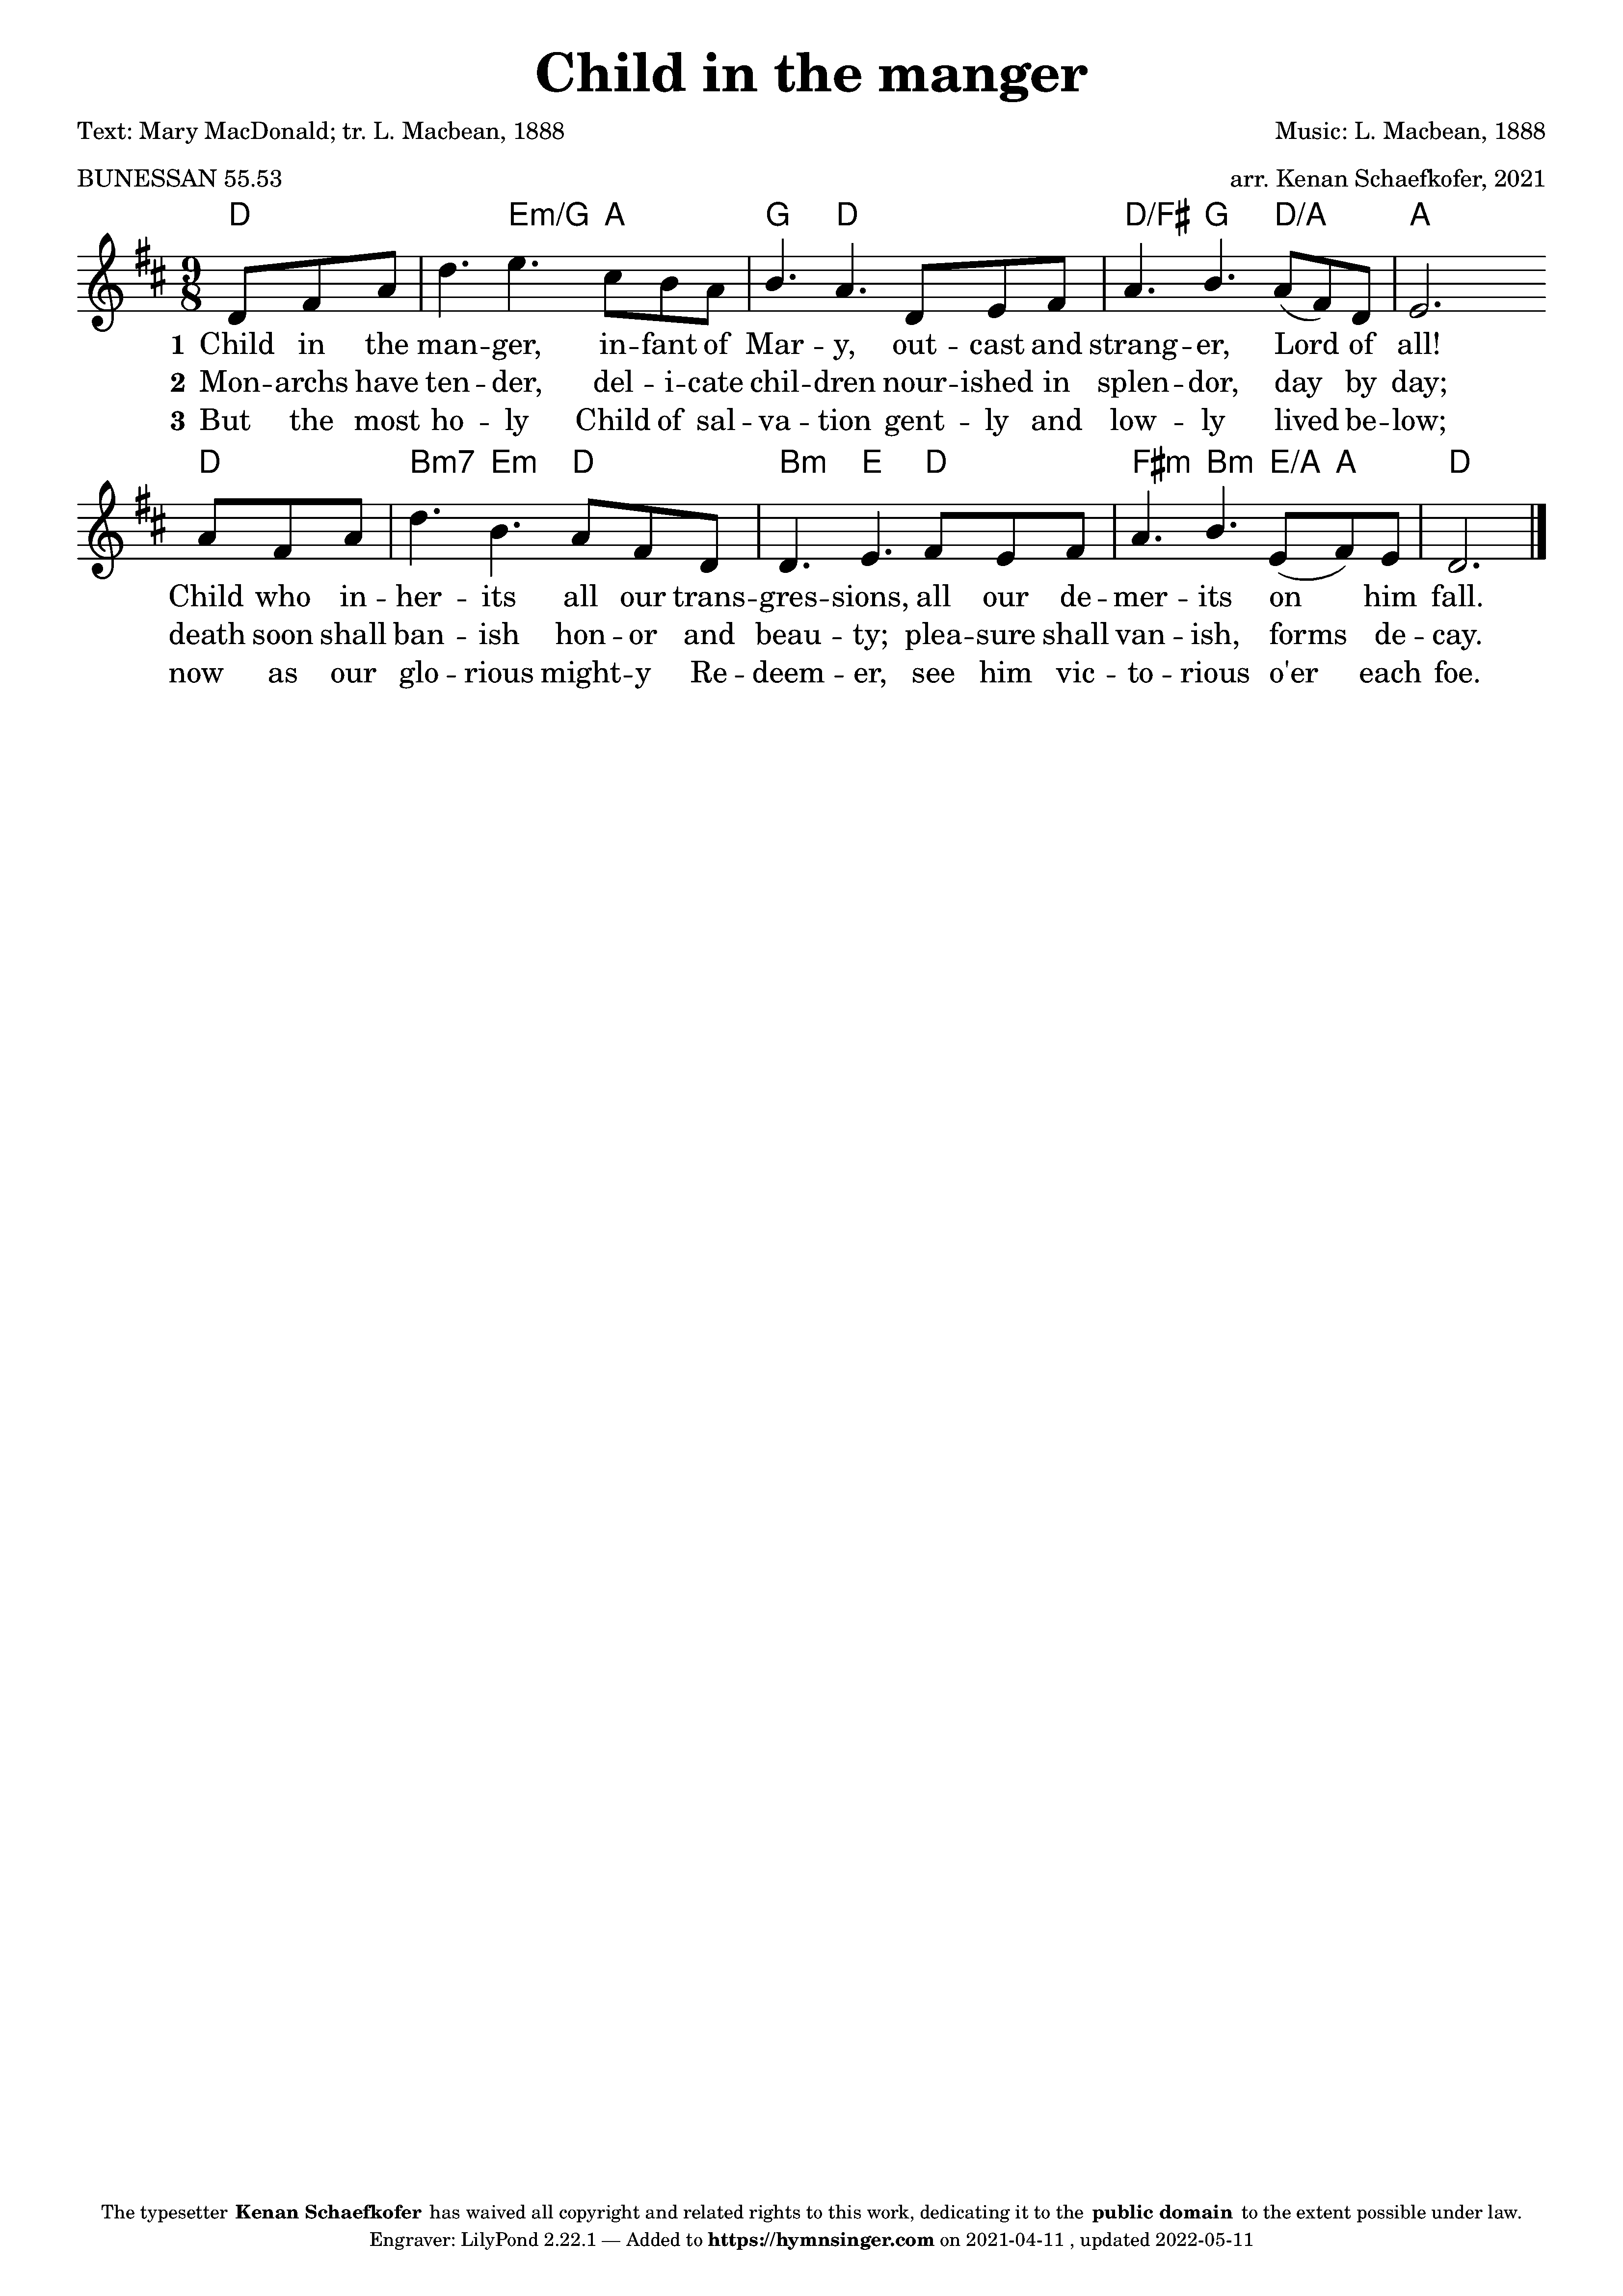 Child in the manger
Text: Mary MacDonald; tr. L. Macbean, 1888 Music: L. Macbean, 1888
BUNESSAN 55.53 arr. Kenan Schaefkofer, 2021
D Em/G A G D D/F♯ G D/A A
9
8
1 Child in the man -- ger, in -- fant of Mar -- y, out -- cast and strang -- er, Lord of all!
2 Mon -- archs have ten -- der, del -- i -- cate chil -- dren nour -- ished in splen -- dor, day by day;
3 But the most ho -- ly Child of sal -- va -- tion gent -- ly and low -- ly lived be -- low;
D Bm7 Em D Bm E D F♯m Bm E/A A D
Child who in -- her -- its all our trans -- gres -- sions, all our de -- mer -- its on him fall.
death soon shall ban -- ish hon -- or and beau -- ty; plea -- sure shall van -- ish, forms de -- cay.
now as our glo -- rious might -- y Re -- deem -- er, see him vic -- to -- rious o'er each foe.
The typesetter Kenan Schaefkofer has waived all copyright and related rights to this work, dedicating it to the public domain to the extent possible under law.
Engraver: LilyPond 2.22.1 — Added to https://hymnsinger.com on 2021-04-11 , updated 2022-05-11